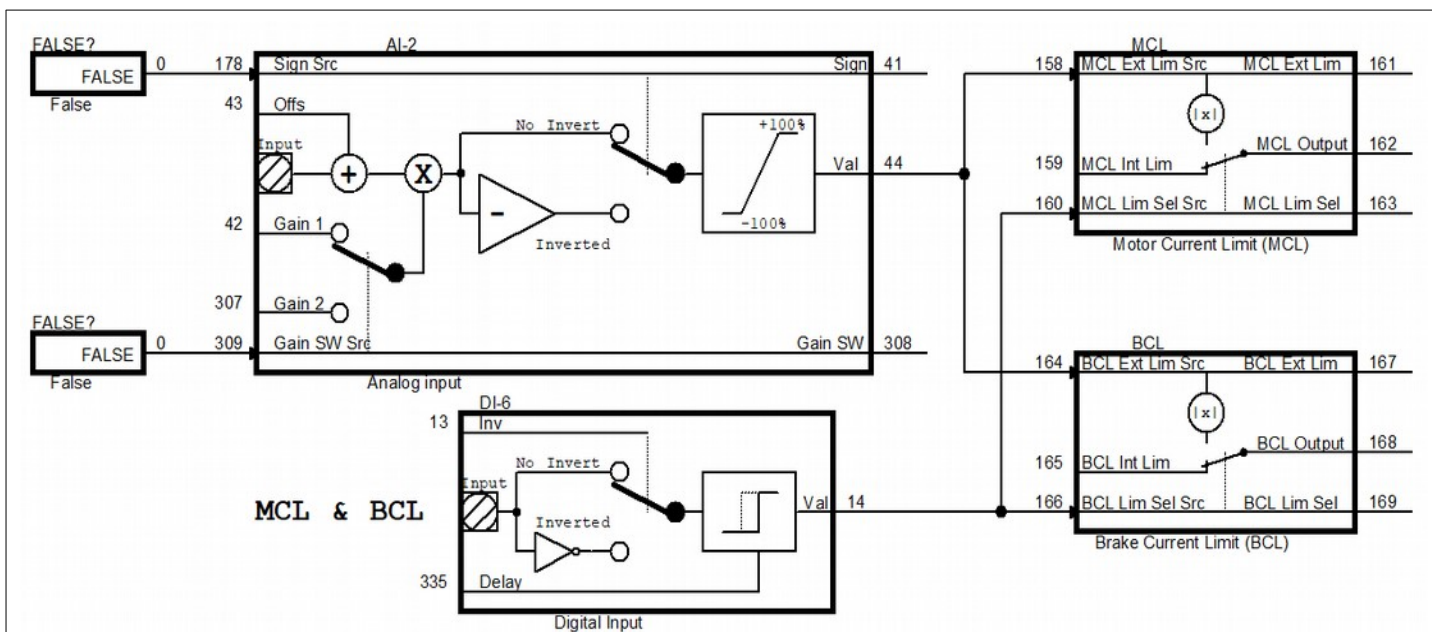 FALSE?
FALSE
False
0
178
AI-2
Sign Src
Sign
41
43
Offs
Input
No Invert
+100%
-100%
+
X
-
Inverted
Val
44
42
Gain 1
307
Gain 2
FALSE?
FALSE
False
0
309
Gain SW Src
Gain SW
308
Analog input
158
MCL
MCL Ext Lim Src
MCL Ext Lim
161
|x|
159
MCL Int Lim
MCL Output
162
160
MCL Lim Sel Src
MCL Lim Sel
163
Motor Current Limit (MCL)
164
BCL
BCL Ext Lim Src
BCL Ext Lim
167
|x|
165
BCL Int Lim
BCL Output
168
166
BCL Lim Sel Src
BCL Lim Sel
169
Brake Current Limit (BCL)
MCL & BCL
DI-6
13
Inv
Input
No Invert
Inverted
Val
14
335
Delay
Digital Input